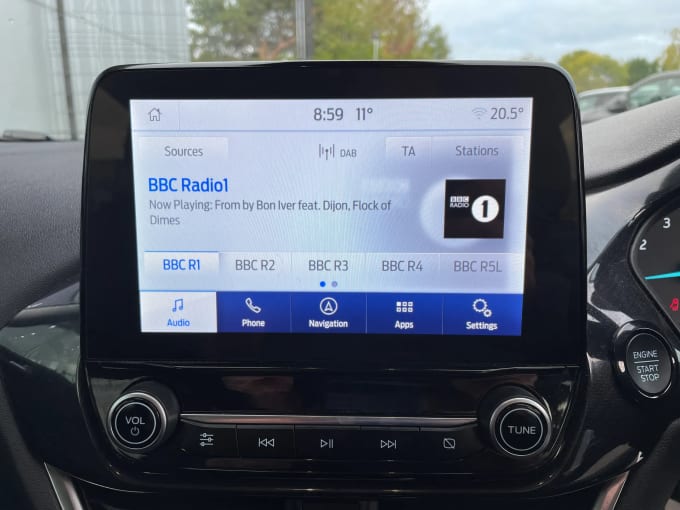 8:59 11° 20.5°
Sources DAB TA Stations
BBC Radio1
Now Playing: From by Bon Iver feat. Dijon, Flock of
Dimes
BBC RADIO 1
BBC R1 BBC R2 BBC R3 BBC R4 BBC R5L
Audio Phone Navigation Apps Settings
2
3
ENGINE
START
STOP
VOL
TUNE